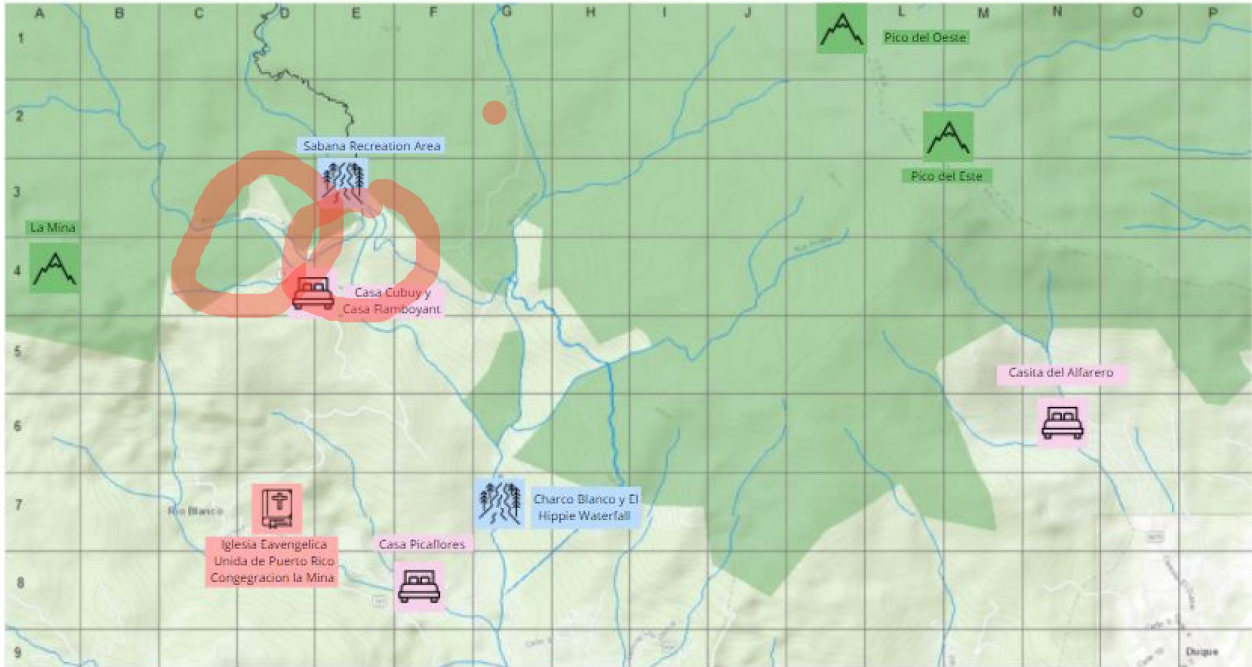 A B C D E F G H I J L M N O P
1
Pico del Oeste
2
Sabana Recreation Area
Pico del Este
3
La Mina
4
Casa Cubuy y
Casa Flamboyant
5
Casita del Alfarero
6
7
Rio Blanco
Charco Blanco y El
Hippie Waterfall
Iglesia Eavengelica
Unida de Puerto Rico
Congegracion la Mina
Casa Picaflores
8
9
Duque